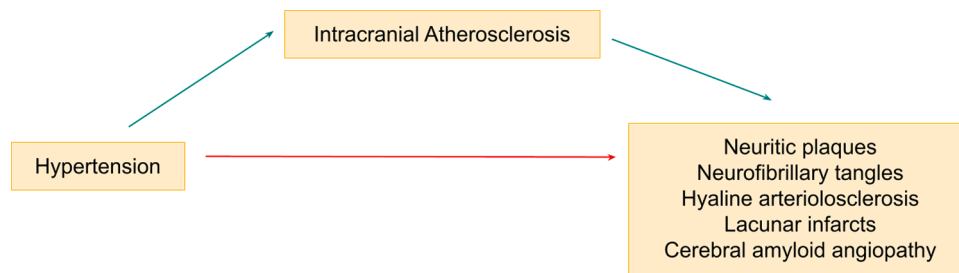 Intracranial Atherosclerosis
Hypertension
Neuritic plaques
Neurofibrillary tangles
Hyaline arteriolosclerosis
Lacunar infarcts
Cerebral amyloid angiopathy